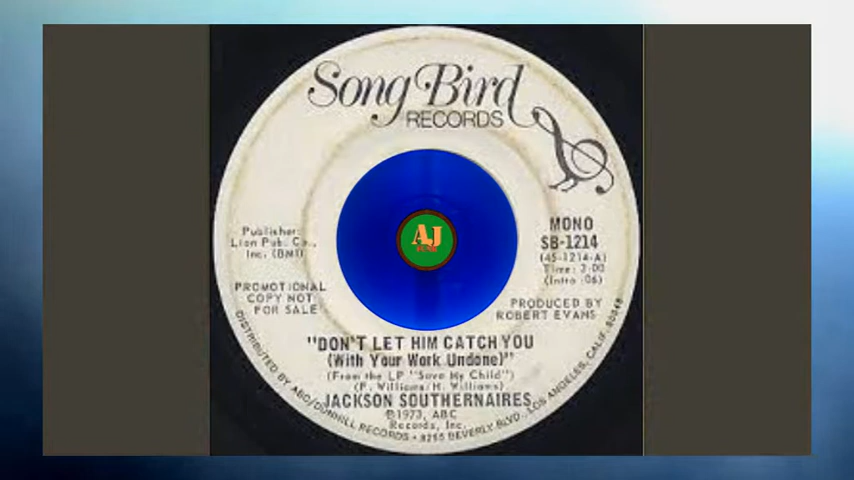 Song Bird
RECORDS
Publisher:
Lion Pub. Co.,
Inc. (BMI)
MONO
SB-1214
(45-1214-A)
Time: 3:00
(Intro :06)
PROMOTIONAL
COPY NOT
FOR SALE
PRODUCED BY
ROBERT EVANS
AJ
"DON'T LET HIM CATCH YOU
(With Your Work Undone)"
(From the LP "Save My Child")
(F. Williams/H. Williams)
JACKSON SOUTHERNAIRES
©1973, ABC
Records, Inc.
DISTRIBUTED BY ABC/DUNHILL RECORDS • 8255 BEVERLY BLVD., LOS ANGELES, CALIF. 90048